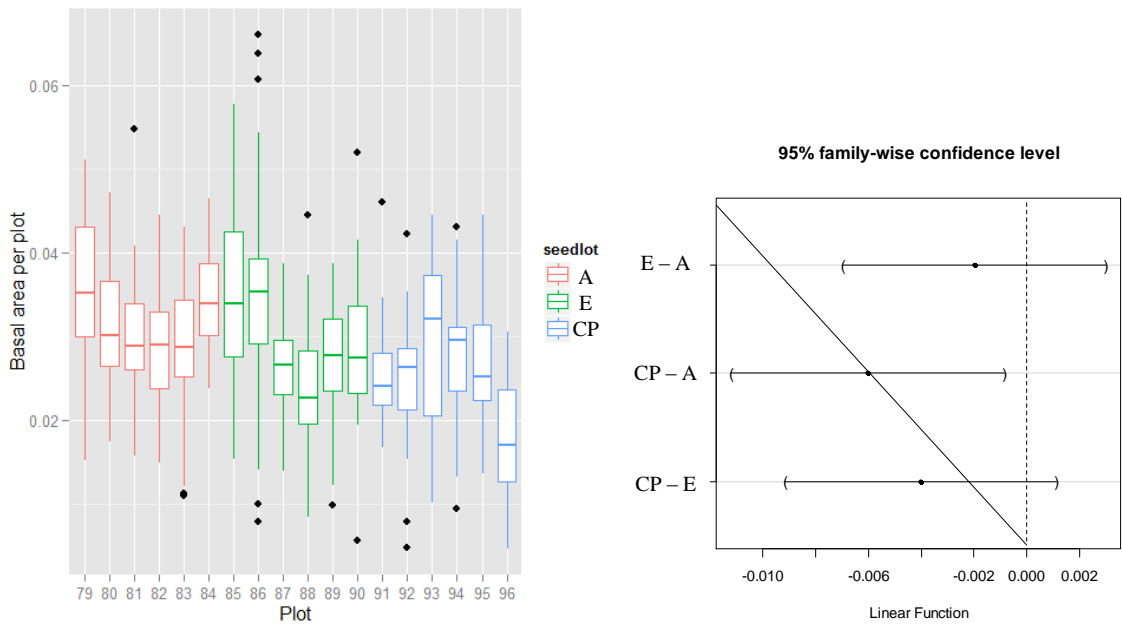 0.06
0.04
0.02
Basal area per plot
79 80 81 82 83 84 85 86 87 88 89 90 91 92 93 94 95 96
Plot
seedlot
A
E
CP
95% family-wise confidence level
E – A
CP – A
CP – E
-0.010 -0.006 -0.002 0.000 0.002
Linear Function